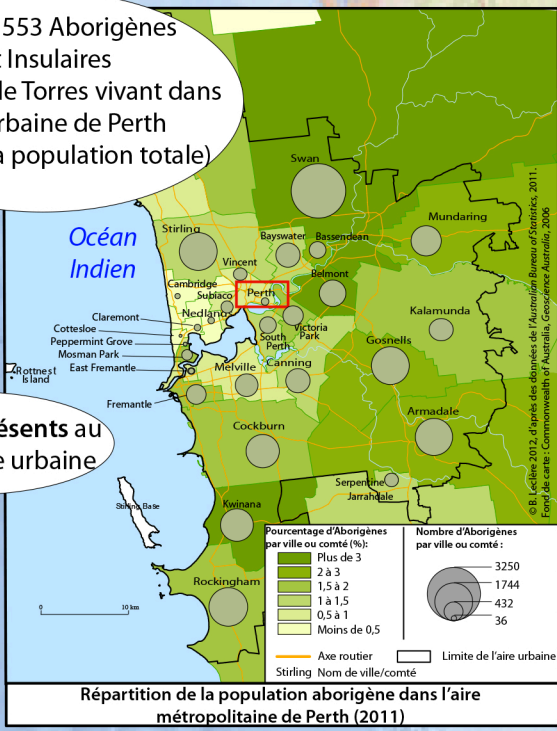 553 Aborigènes
Insulaires
de Torres vivant dans
urbaine de Perth
la population totale)
Océan
Indien
Swan
Mundaring
Stirling
Bayswater
Bassendean
Vincent
Belmont
Cambridge
Perth
Subiaco
Kalamunda
Claremont
Nedlands
Victoria
Park
Cottesloe
South
Perth
Gosnells
Peppermint Grove
Mosman Park
Canning
East Fremantle
Melville
Rottnest
Island
Fremantle
Armadale
Cockburn
présents au
urbaine
Serpentine
Jarrahdale
Stirling Base
Kwinana
Rockingham
0 10 km
Pourcentage d'Aborigènes
par ville ou comté (%):
Plus de 3
2 à 3
1,5 à 2
1 à 1,5
0,5 à 1
Moins de 0,5
Nombre d'Aborigènes
par ville ou comté :
3250
1744
432
36
Axe routier
Limite de l'aire urbaine
Stirling Nom de ville/comté
© B. Leclère 2012, d'après des données de l'Australian Bureau of Statistics, 2011.
Fond de carte : Commonwealth of Australia, Geoscience Australia, 2006
Répartition de la population aborigène dans l'aire
métropolitaine de Perth (2011)